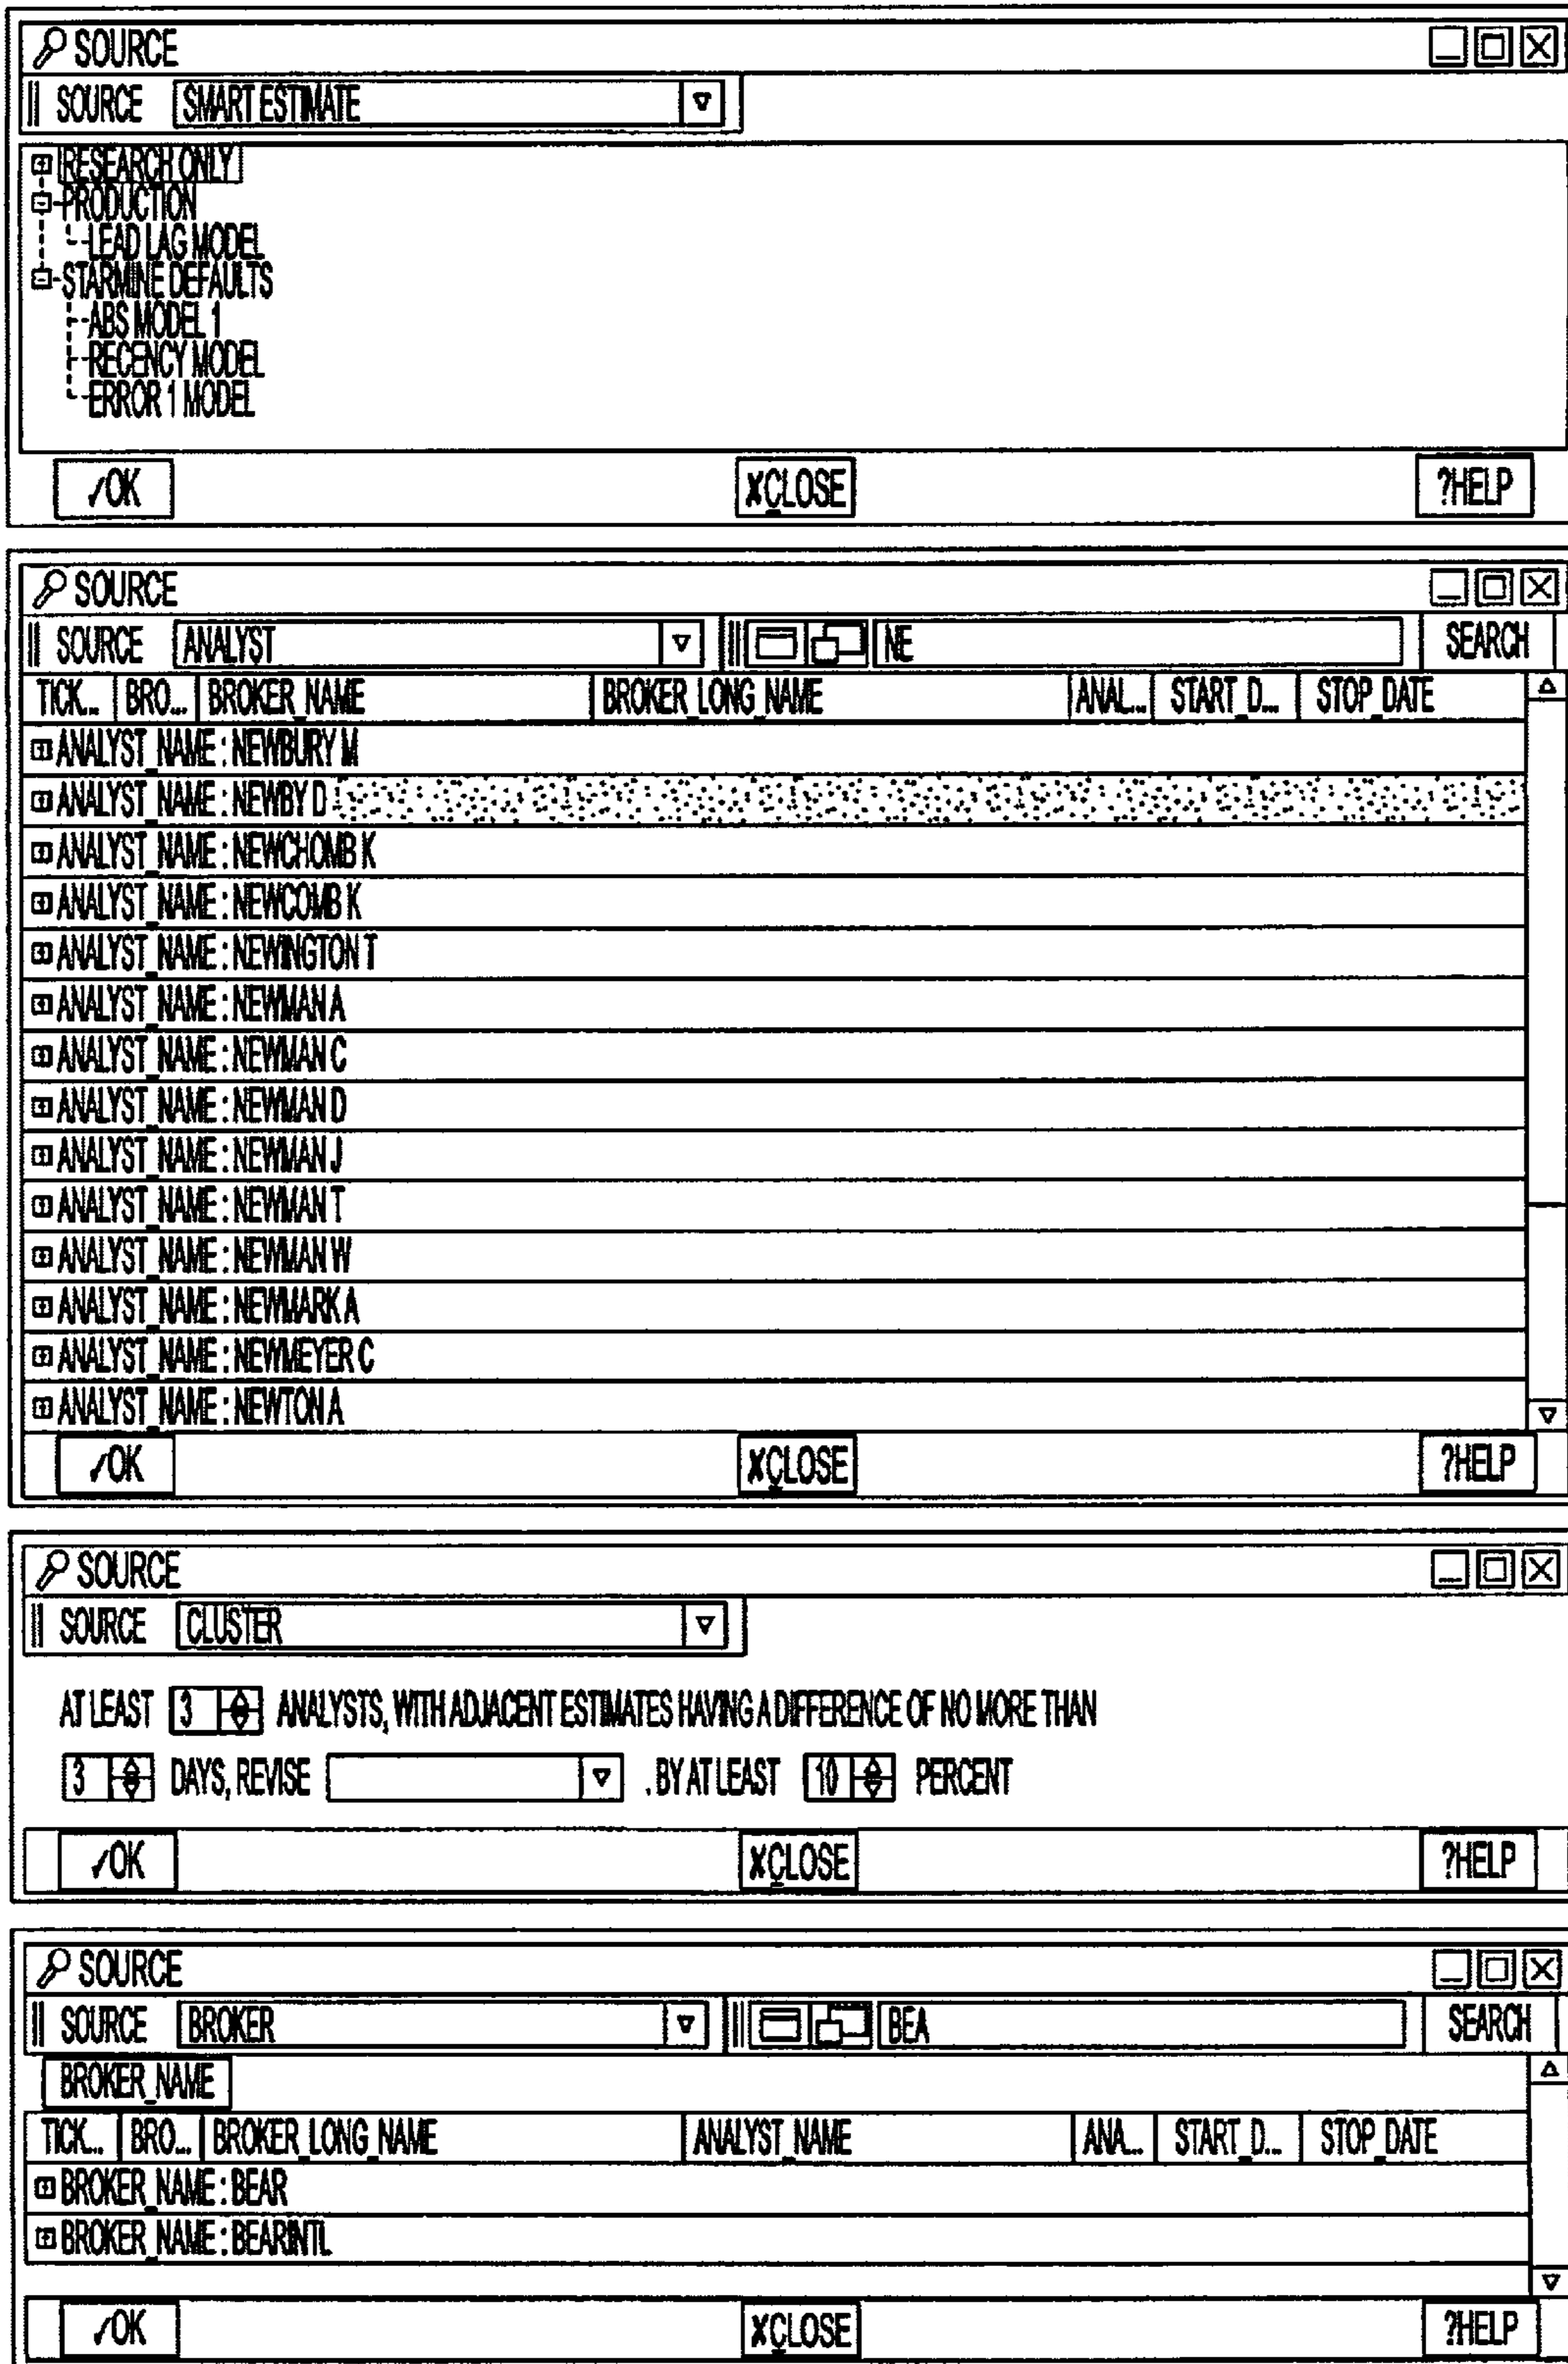 SOURCE
SOURCE SMART ESTIMATE
RESEARCH ONLY
PRODUCTION
LEAD LAG MODEL
STARMINE DEFAULTS
ABS MODEL 1
RECENCY MODEL
ERROR 1 MODEL
✓OK XCLOSE ?HELP
SOURCE
SOURCE ANALYST NE SEARCH
TICK... BRO... BROKER_NAME BROKER_LONG_NAME ANAL... START_D... STOP_DATE
ANALYST_NAME : NEWBURY M
ANALYST_NAME : NEWBY D
ANALYST_NAME : NEWCHOMB K
ANALYST_NAME : NEWCOMB K
ANALYST_NAME : NEWINGTON T
ANALYST_NAME : NEWMAN A
ANALYST_NAME : NEWMAN C
ANALYST_NAME : NEWMAN D
ANALYST_NAME : NEWMAN J
ANALYST_NAME : NEWMAN T
ANALYST_NAME : NEWMAN W
ANALYST_NAME : NEWMARK A
ANALYST_NAME : NEWMEYER C
ANALYST_NAME : NEWTON A
✓OK XCLOSE ?HELP
SOURCE
SOURCE CLUSTER
AT LEAST 3 ANALYSTS, WITH ADJACENT ESTIMATES HAVING A DIFFERENCE OF NO MORE THAN
3 DAYS, REVISE . BY AT LEAST 10 PERCENT
✓OK XCLOSE ?HELP
SOURCE
SOURCE BROKER BEA SEARCH
BROKER_NAME
TICK... BRO... BROKER_LONG_NAME ANALYST_NAME ANA... START_D... STOP_DATE
BROKER_NAME : BEAR
BROKER_NAME : BEARINTL
✓OK XCLOSE ?HELP